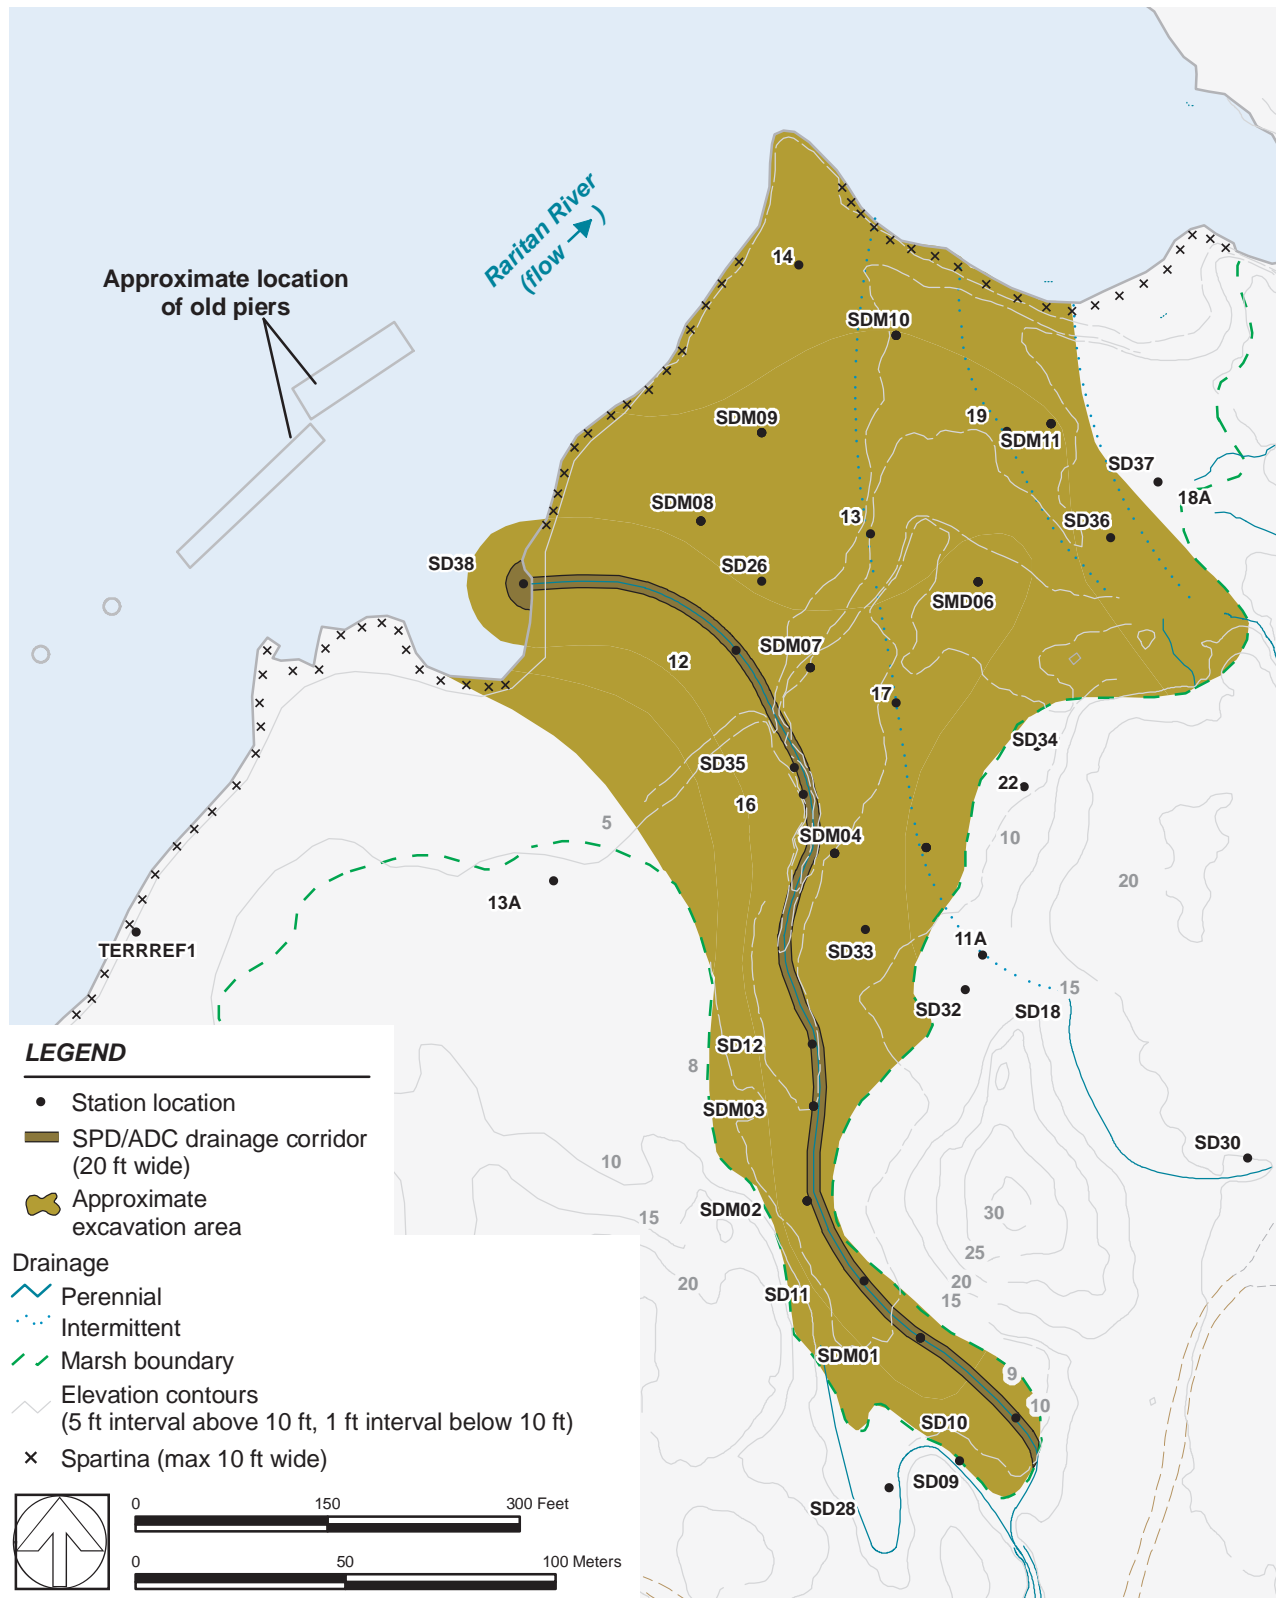 Raritan River
(flow → )
Approximate location
of old piers
14
SDM10
SDM09
19
SDM11
SD37
18A
SDM08
13
SD36
SD38
SD26
SMD06
12
SDM07
17
SD34
SD35
22
16
5
10
SDM04
20
13A
TERRREF1
SD33
11A
15
SD32
SD18
SD12
8
SDM03
SD30
10
15
SDM02
30
25
20
20
15
SD11
SDM01
9
10
SD10
SD09
SD28
LEGEND
Station location
SPD/ADC drainage corridor
(20 ft wide)
Approximate
excavation area
Drainage
Perennial
Intermittent
Marsh boundary
Elevation contours
(5 ft interval above 10 ft, 1 ft interval below 10 ft)
Spartina (max 10 ft wide)
0 150 300 Feet
0 50 100 Meters